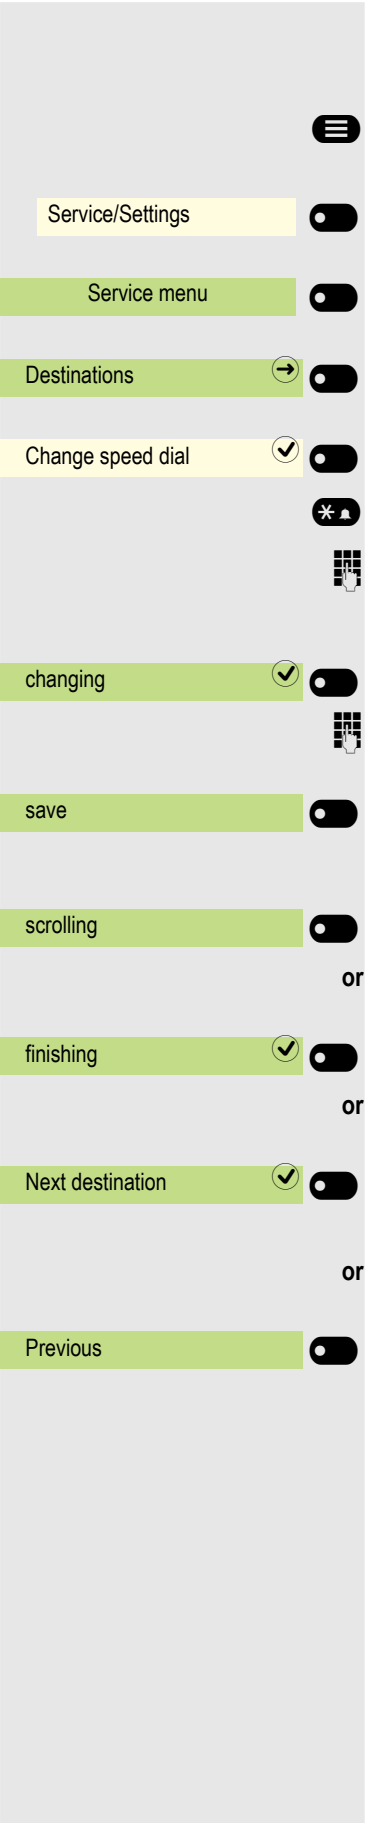 Service/Settings
Service menu
Destinations
Change speed dial
changing
save
scrolling
or
finishing
or
Next destination
or
Previous